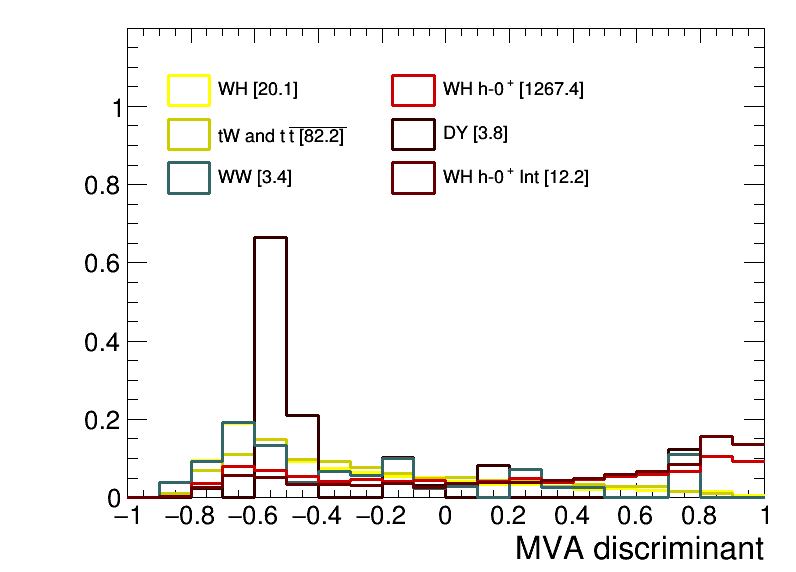 1
0.8
0.6
0.4
0.2
0
WH [20.1]
tW and t t̅ [82.2]
WW [3.4]
WH h-0⁺ [1267.4]
DY [3.8]
WH h-0⁺ Int [12.2]
−1 −0.8 −0.6 −0.4 −0.2 0 0.2 0.4 0.6 0.8 1
MVA discriminant